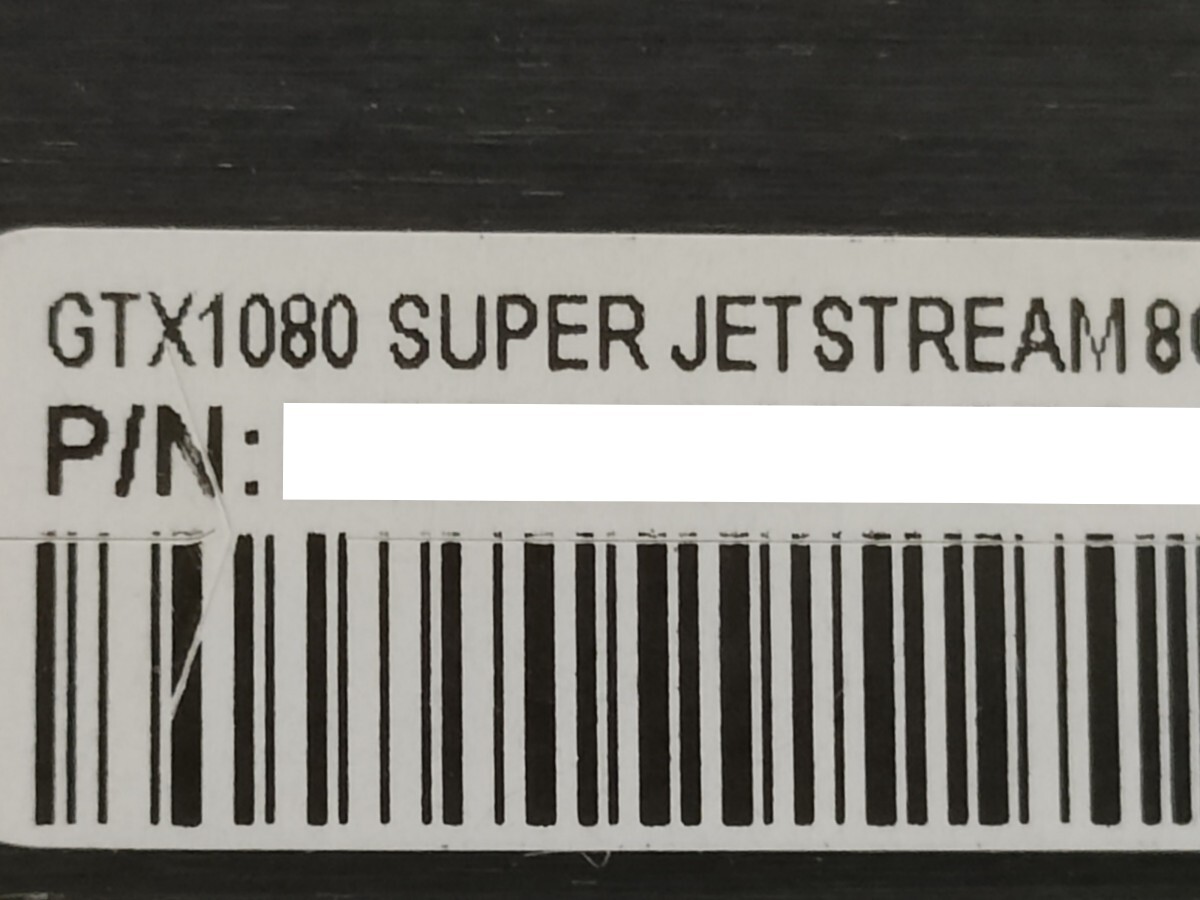 GTX1080 SUPER JETSTREAM
P/N: